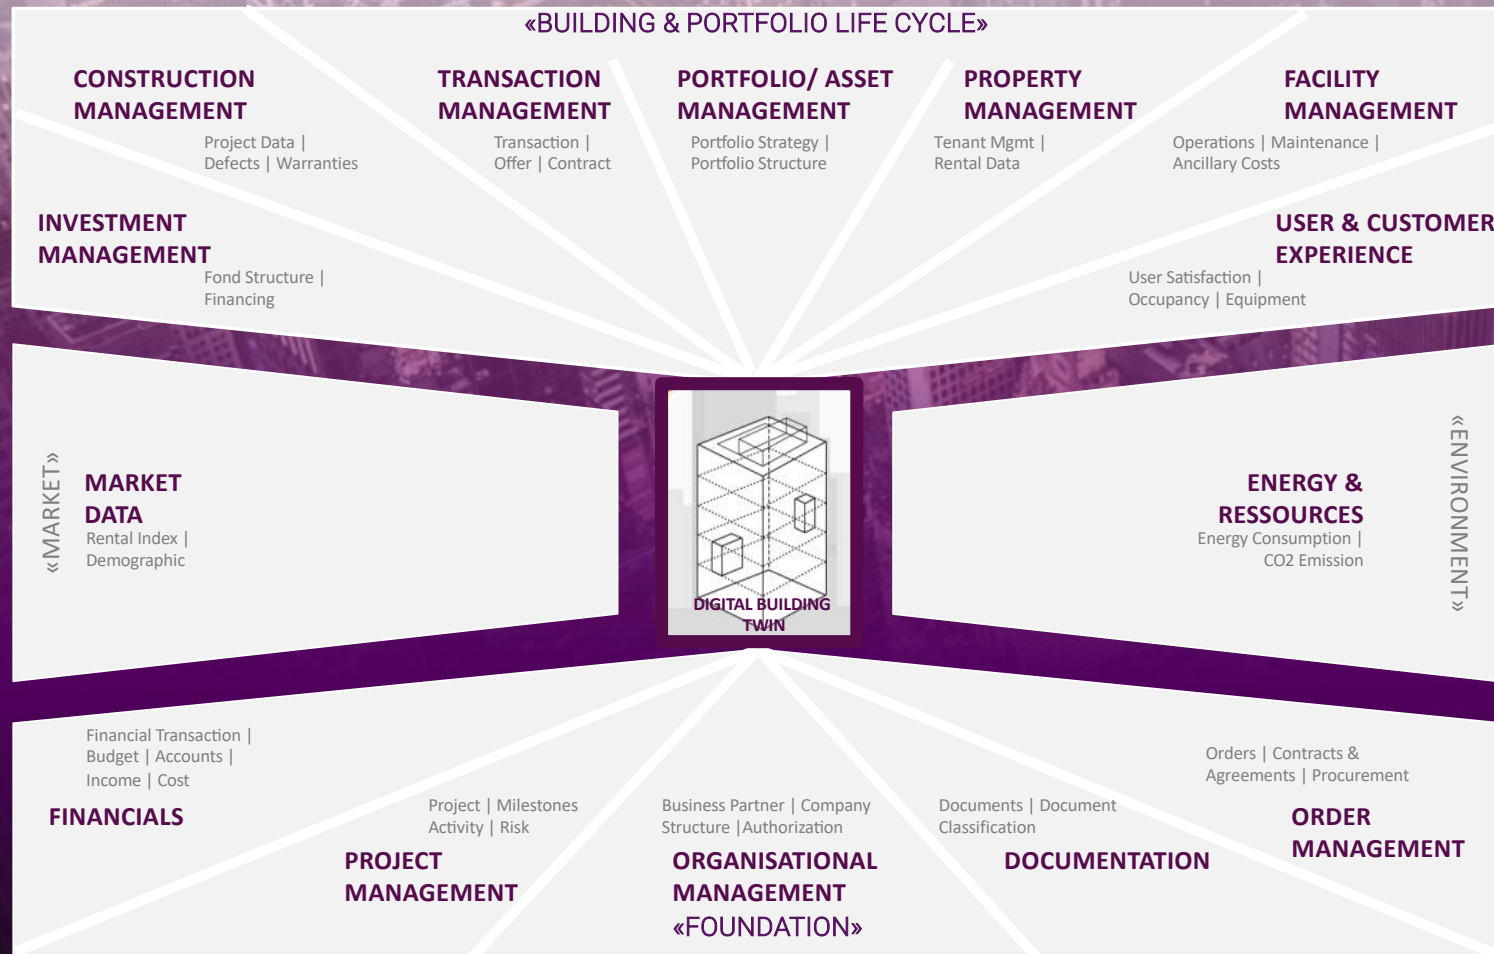 «BUILDING & PORTFOLIO LIFE CYCLE»
CONSTRUCTION
MANAGEMENT
Project Data |
Defects | Warranties
TRANSACTION
MANAGEMENT
Transaction |
Offer | Contract
PORTFOLIO/ ASSET
MANAGEMENT
Portfolio Strategy |
Portfolio Structure
PROPERTY
MANAGEMENT
Tenant Mgmt |
Rental Data
FACILITY
MANAGEMENT
Operations | Maintenance |
Ancillary Costs
INVESTMENT
MANAGEMENT
Fond Structure |
Financing
USER & CUSTOMER
EXPERIENCE
User Satisfaction |
Occupancy | Equipment
«MARKET»
MARKET
DATA
Rental Index |
Demographic
DIGITAL BUILDING
TWIN
ENERGY &
RESSOURCES
Energy Consumption |
CO2 Emission
«ENVIRONMENT»
Financial Transaction |
Budget | Accounts |
Income | Cost
FINANCIALS
Project | Milestones
Activity | Risk
PROJECT
MANAGEMENT
Business Partner | Company
Structure |Authorization
ORGANISATIONAL
MANAGEMENT
Documents | Document
Classification
DOCUMENTATION
Orders | Contracts &
Agreements | Procurement
ORDER
MANAGEMENT
«FOUNDATION»